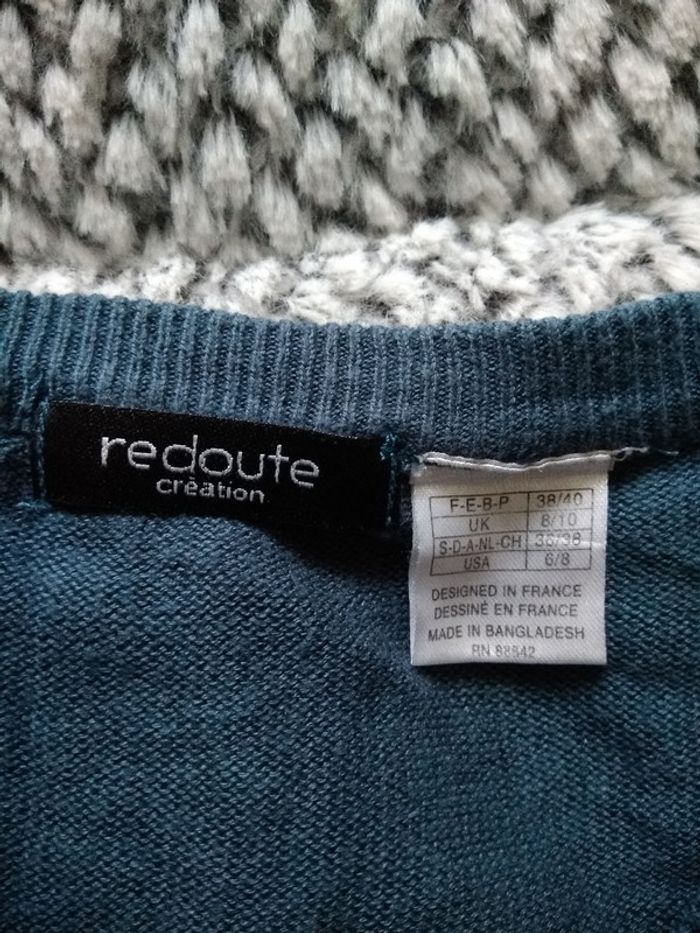 redoute
création
F-E-B-P 38/40
UK 8/10
S-D-A-NL-CH 36/38
USA 6/8
DESIGNED IN FRANCE
DESSINÉ EN FRANCE
MADE IN BANGLADESH
RN